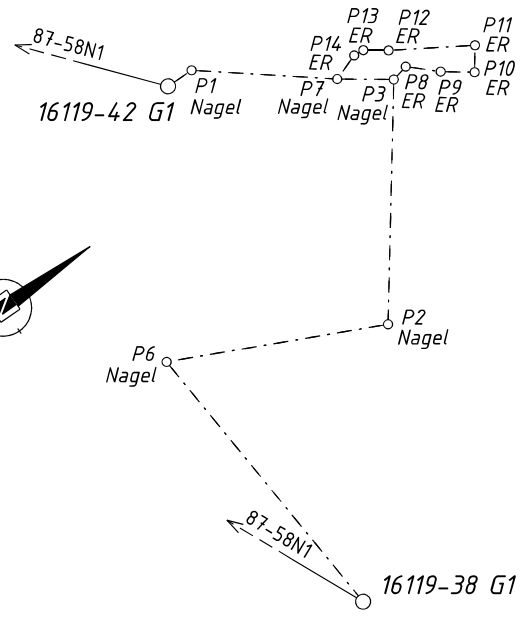 P13
ER
P12
ER
P11
ER
87-58N1
P14
ER
P10
ER
P1
Nagel
P7
Nagel
P3
Nagel
P8
ER
P9
ER
16119-42 G1
P2
Nagel
P6
Nagel
87-58N1
16119-38 G1